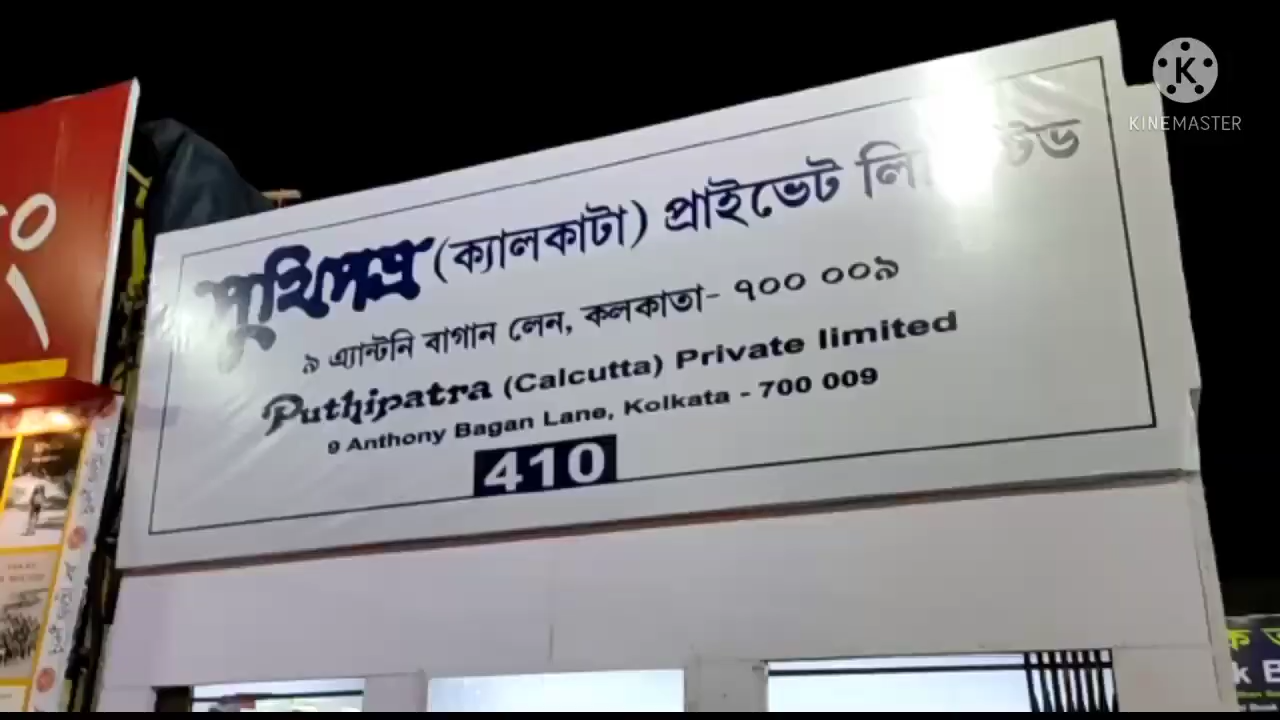 KINEMASTER
পুথিপত্র (ক্যালকাটা) প্রাইভেট
৯ এ্যান্টনি বাগান লেন, কলকাতা- ৭০০ ০০৯
Puthipatra (Calcutta) Private limited
9 Anthony Bagan Lane, Kolkata - 700 009
410